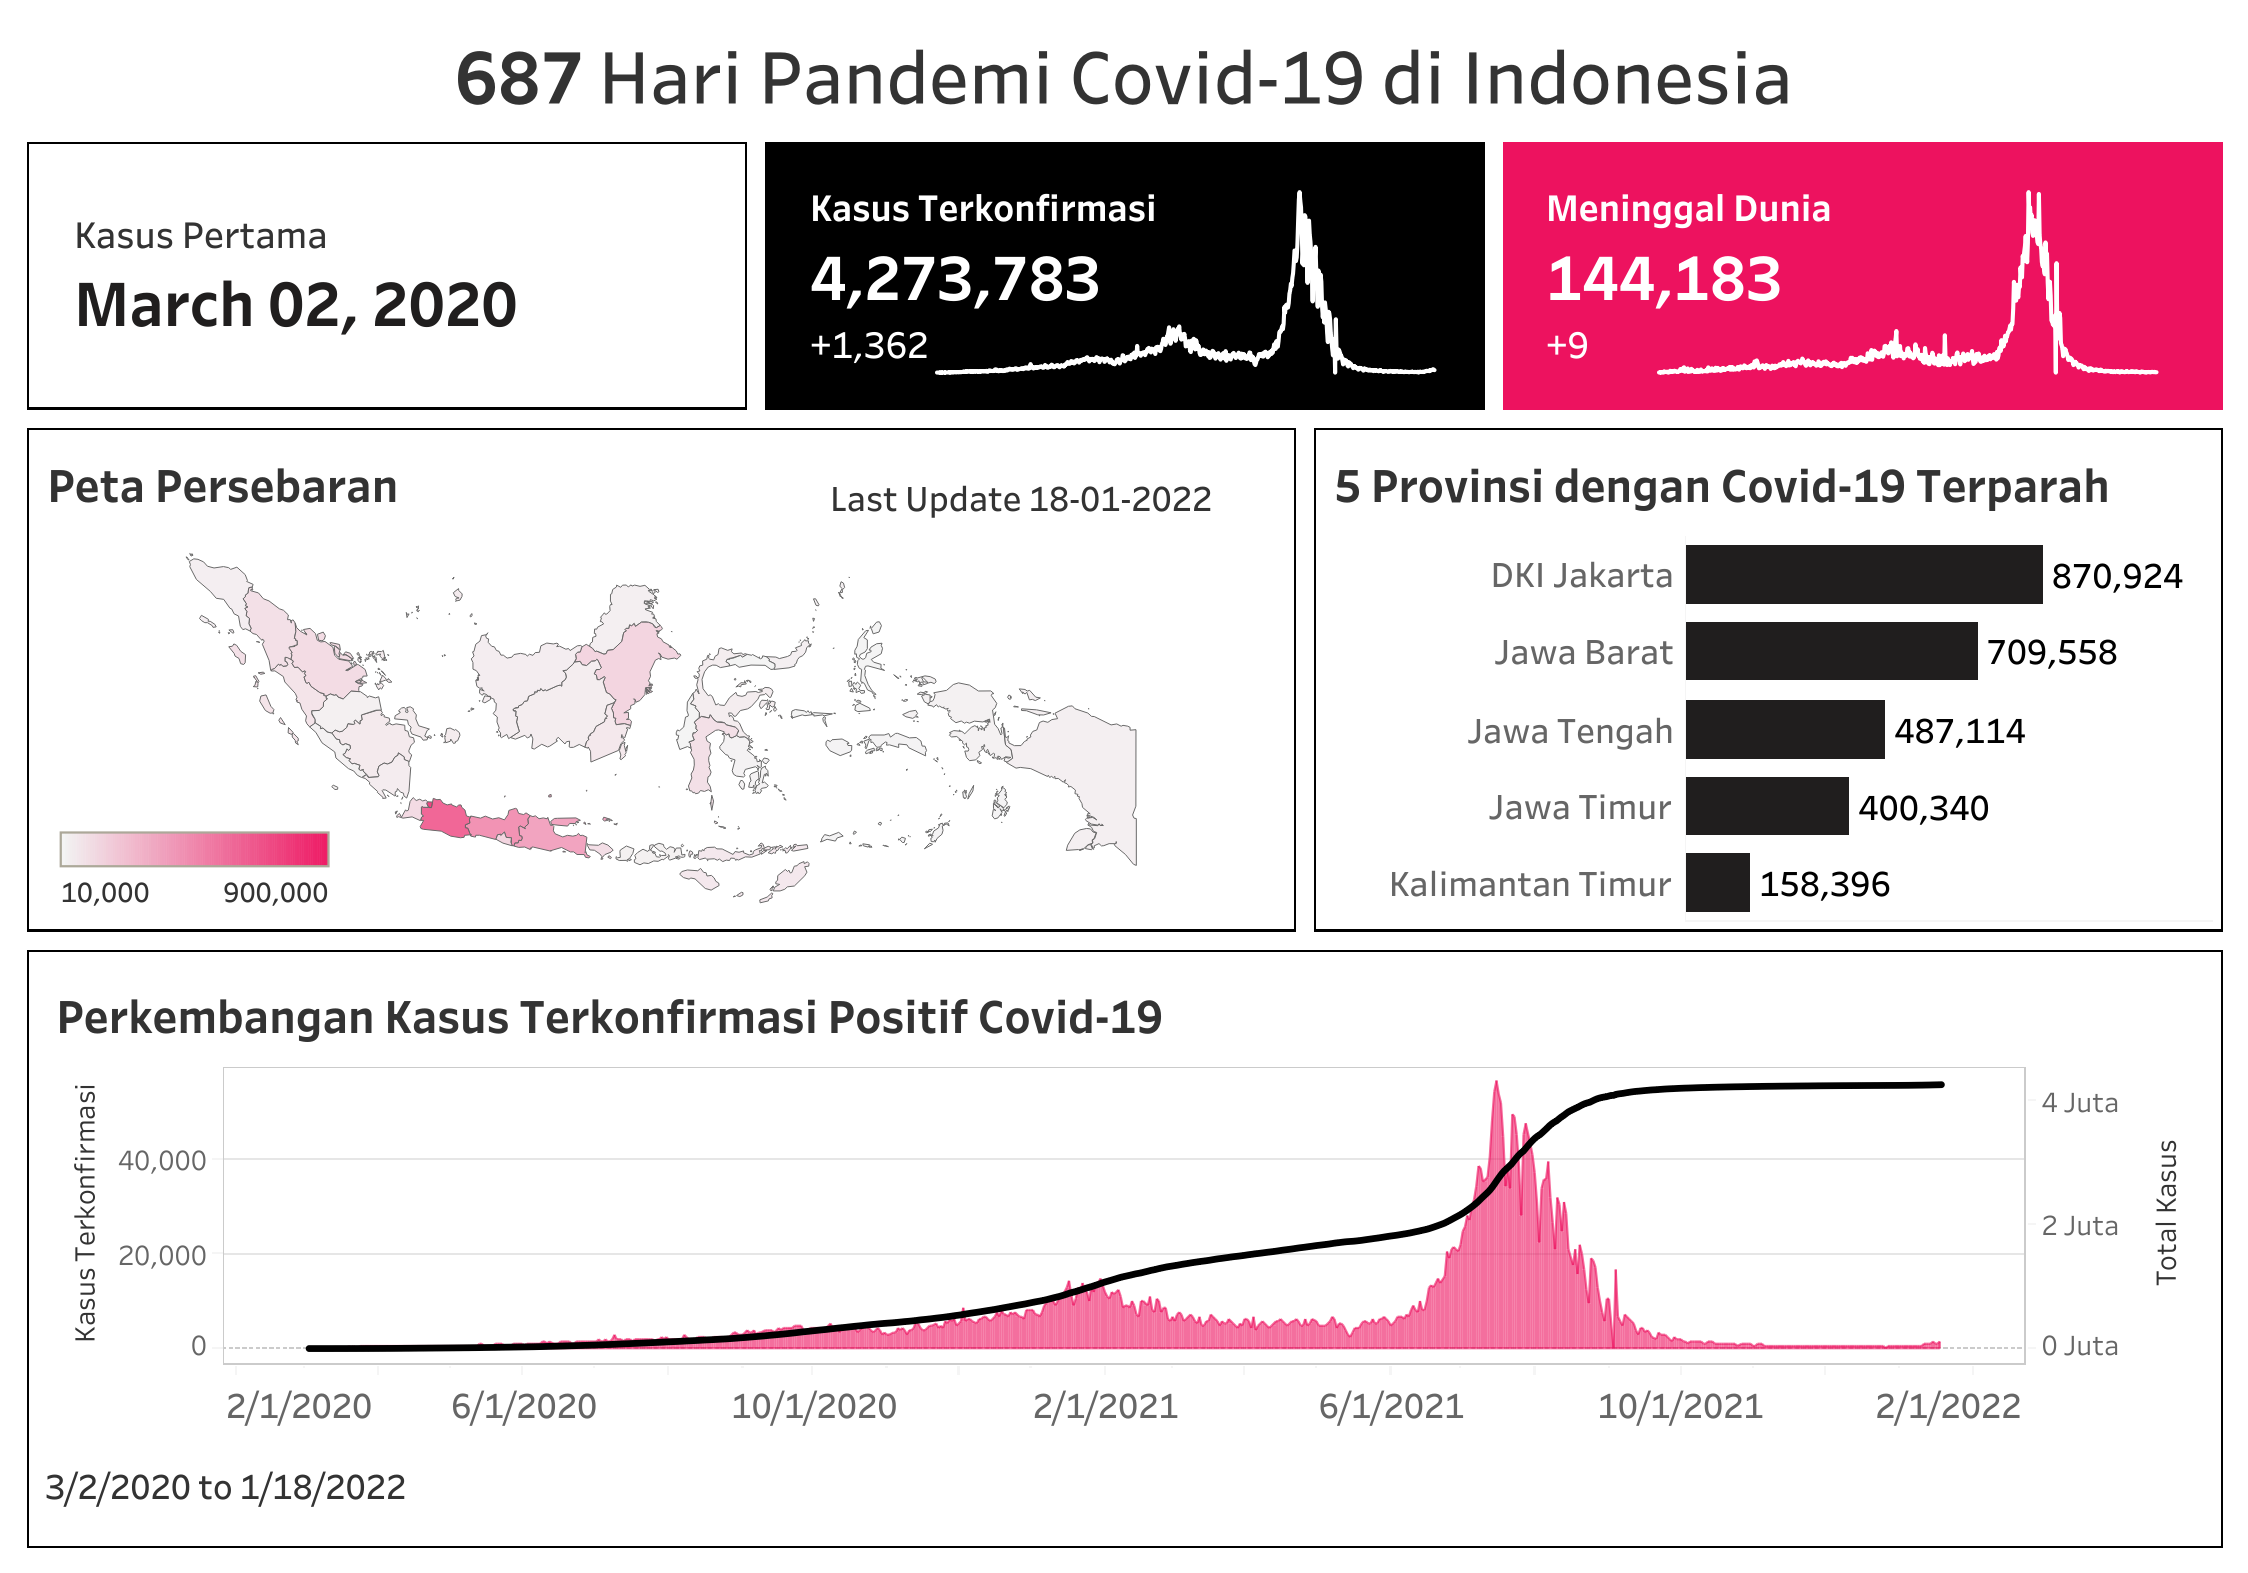 687 Hari Pandemi Covid-19 di Indonesia
Kasus Pertama
March 02, 2020
Kasus Terkonfirmasi
4,273,783
+1,362
Meninggal Dunia
144,183
+9
Peta Persebaran
Last Update 18-01-2022
10,000 900,000
5 Provinsi dengan Covid-19 Terparah
DKI Jakarta 870,924
Jawa Barat 709,558
Jawa Tengah 487,114
Jawa Timur 400,340
Kalimantan Timur 158,396
Perkembangan Kasus Terkonfirmasi Positif Covid-19
Kasus Terkonfirmasi
40,000
20,000
0
4 Juta
2 Juta
0 Juta
Total Kasus
2/1/2020 6/1/2020 10/1/2020 2/1/2021 6/1/2021 10/1/2021 2/1/2022
3/2/2020 to 1/18/2022